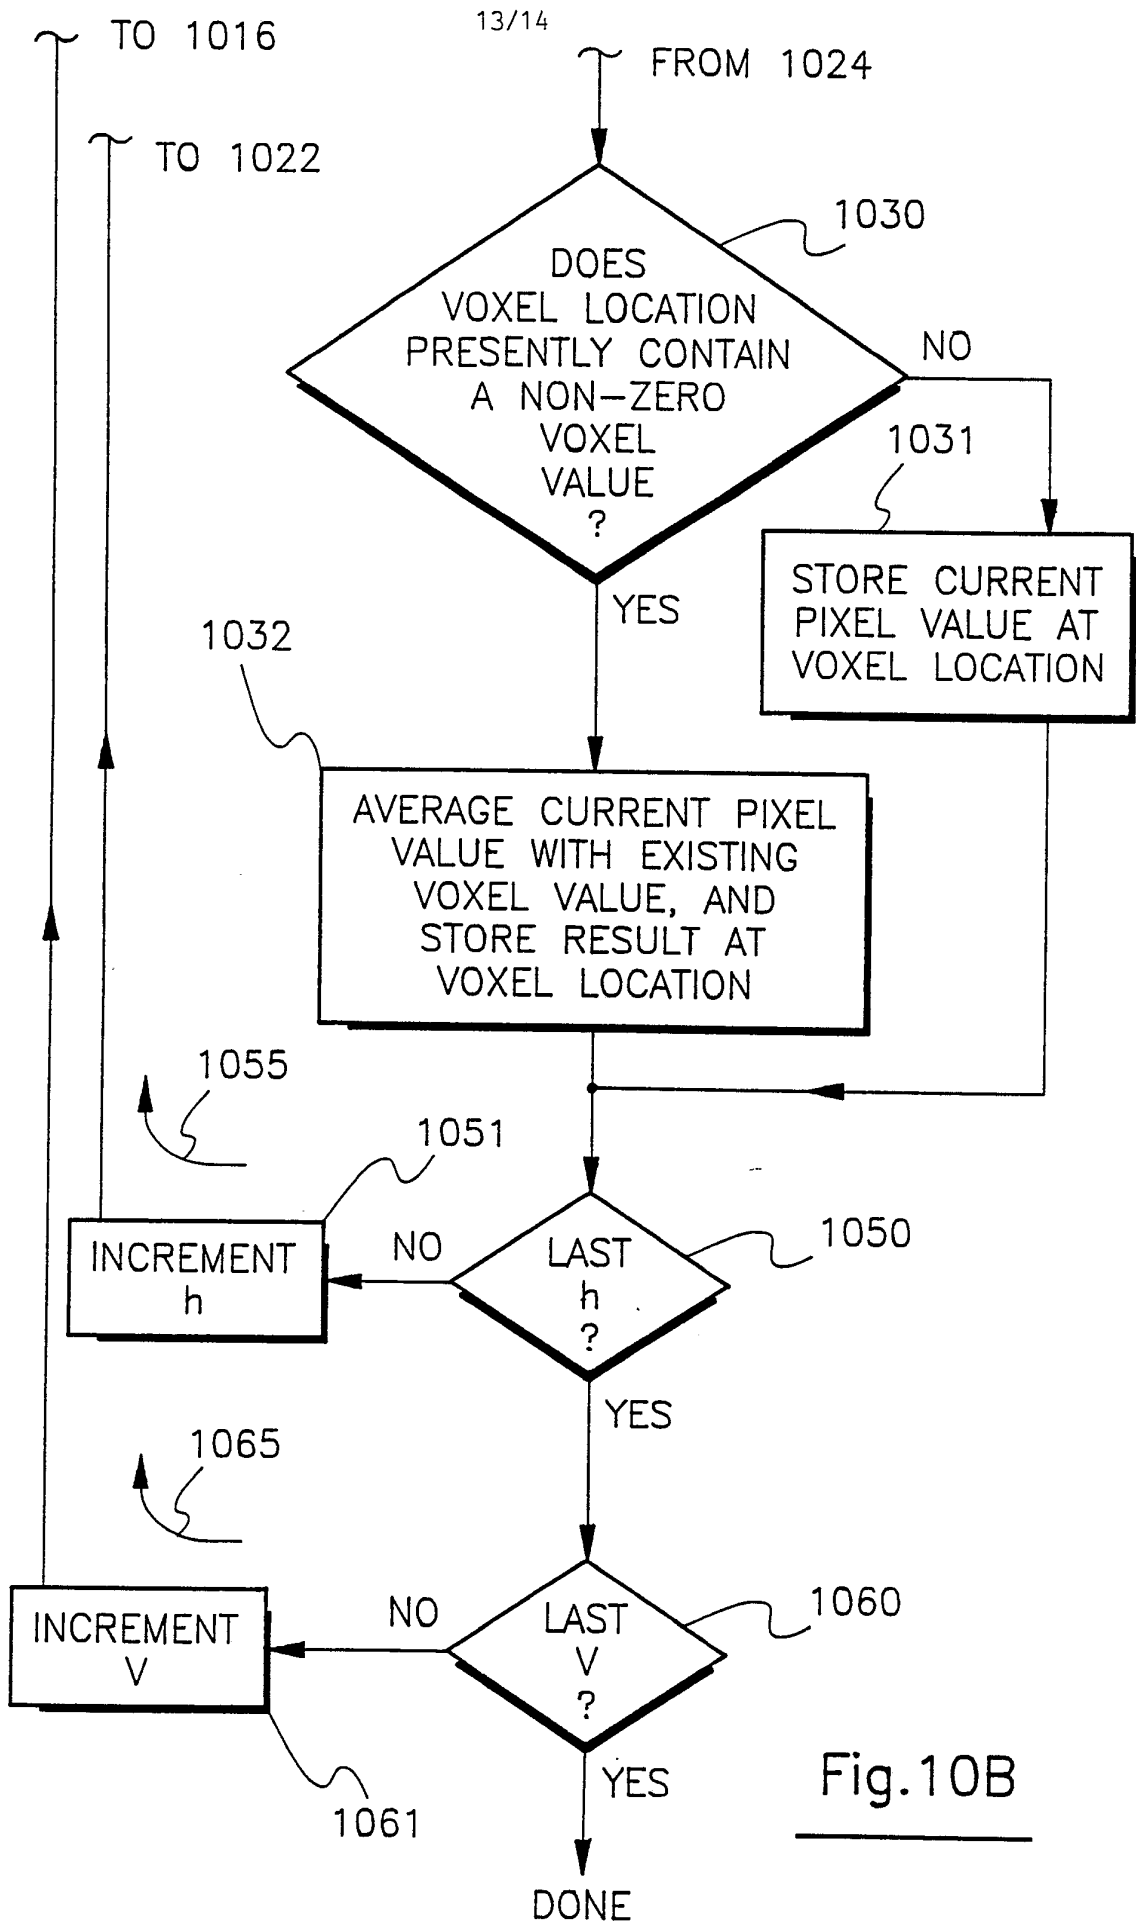 13/14
TO 1016
FROM 1024
TO 1022
1030
DOES
VOXEL LOCATION
PRESENTLY CONTAIN
A NON-ZERO
VOXEL
VALUE
?
NO
1031
STORE CURRENT
PIXEL VALUE AT
VOXEL LOCATION
YES
1032
AVERAGE CURRENT PIXEL
VALUE WITH EXISTING
VOXEL VALUE, AND
STORE RESULT AT
VOXEL LOCATION
1055
1051
INCREMENT
h
NO
LAST
h
?
1050
YES
1065
INCREMENT
V
NO
LAST
V
?
1060
1061
YES
DONE
Fig.10B